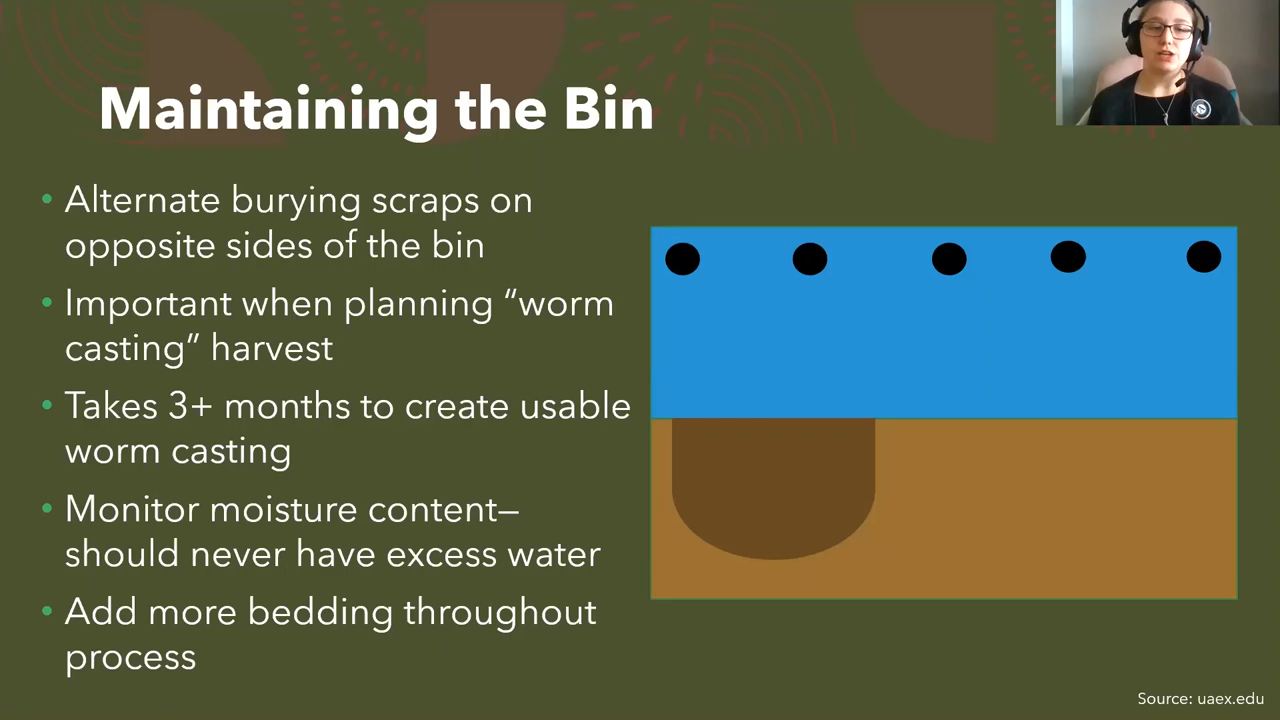 Maintaining the Bin
• Alternate burying scraps on
opposite sides of the bin
• Important when planning “worm
casting” harvest
• Takes 3+ months to create usable
worm casting
• Monitor moisture content—
should never have excess water
• Add more bedding throughout
process
Source: uaex.edu